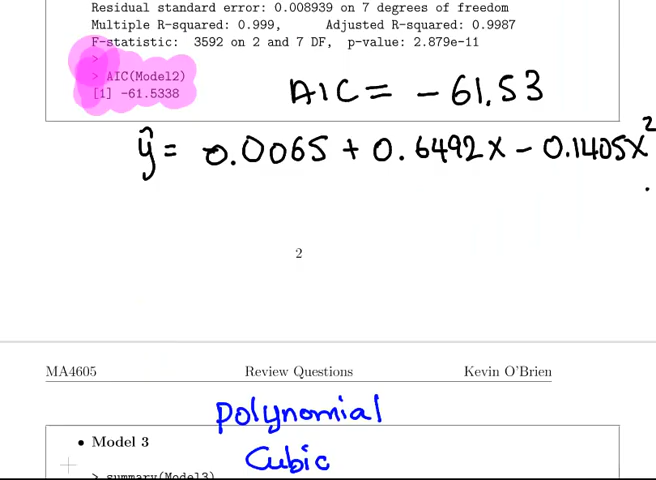 Residual standard error: 0.008939 on 7 degrees of freedom
Multiple R-squared: 0.999, Adjusted R-squared: 0.9987
F-statistic: 3592 on 2 and 7 DF, p-value: 2.879e-11
>
> AIC(Model2)
[1] -61.5338
AIC = -61.53
ŷ = 0.0065 + 0.6492x - 0.1405x²
2
MA4605 Review Questions Kevin O'Brien
Polynomial
• Model 3
Cubic
> summary(Model3)